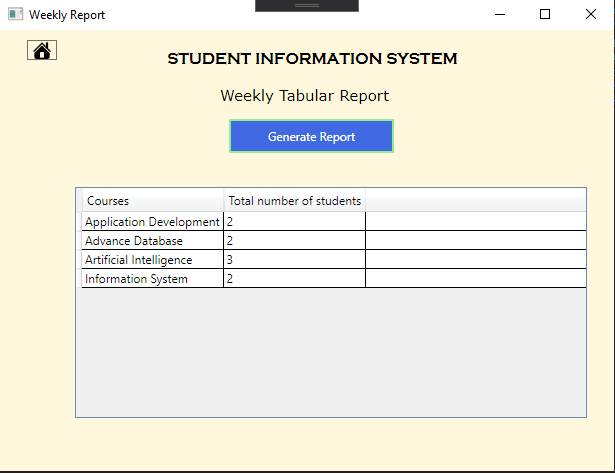 Weekly Report
STUDENT INFORMATION SYSTEM
Weekly Tabular Report
Generate Report
Courses Total number of students
Application Development 2
Advance Database 2
Artificial Intelligence 3
Information System 2